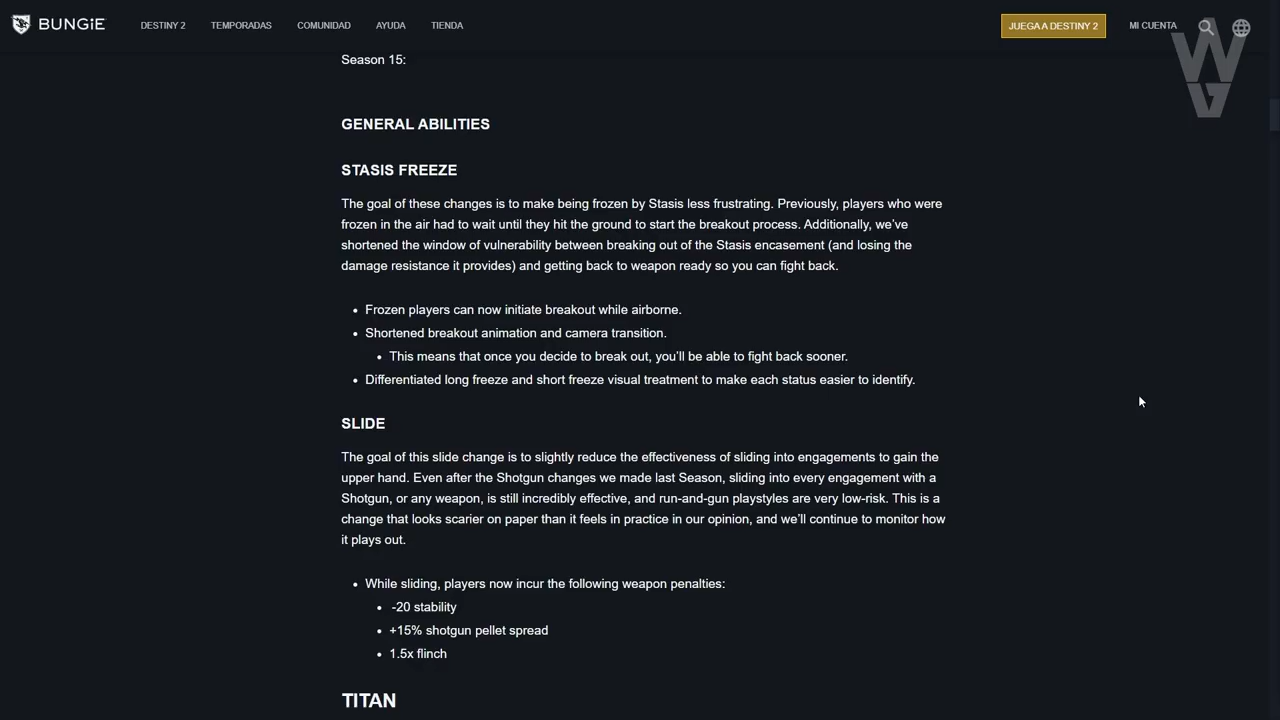 BUNGiE
DESTINY 2
TEMPORADAS
COMUNIDAD
AYUDA
TIENDA
JUEGA A DESTINY 2
MI CUENTA
Season 15:
GENERAL ABILITIES
STASIS FREEZE
The goal of these changes is to make being frozen by Stasis less frustrating. Previously, players who were
frozen in the air had to wait until they hit the ground to start the breakout process. Additionally, we’ve
shortened the window of vulnerability between breaking out of the Stasis encasement (and losing the
damage resistance it provides) and getting back to weapon ready so you can fight back.
• Frozen players can now initiate breakout while airborne.
• Shortened breakout animation and camera transition.
• This means that once you decide to break out, you’ll be able to fight back sooner.
• Differentiated long freeze and short freeze visual treatment to make each status easier to identify.
SLIDE
The goal of this slide change is to slightly reduce the effectiveness of sliding into engagements to gain the
upper hand. Even after the Shotgun changes we made last Season, sliding into every engagement with a
Shotgun, or any weapon, is still incredibly effective, and run-and-gun playstyles are very low-risk. This is a
change that looks scarier on paper than it feels in practice in our opinion, and we’ll continue to monitor how
it plays out.
• While sliding, players now incur the following weapon penalties:
• -20 stability
• +15% shotgun pellet spread
• 1.5x flinch
TITAN